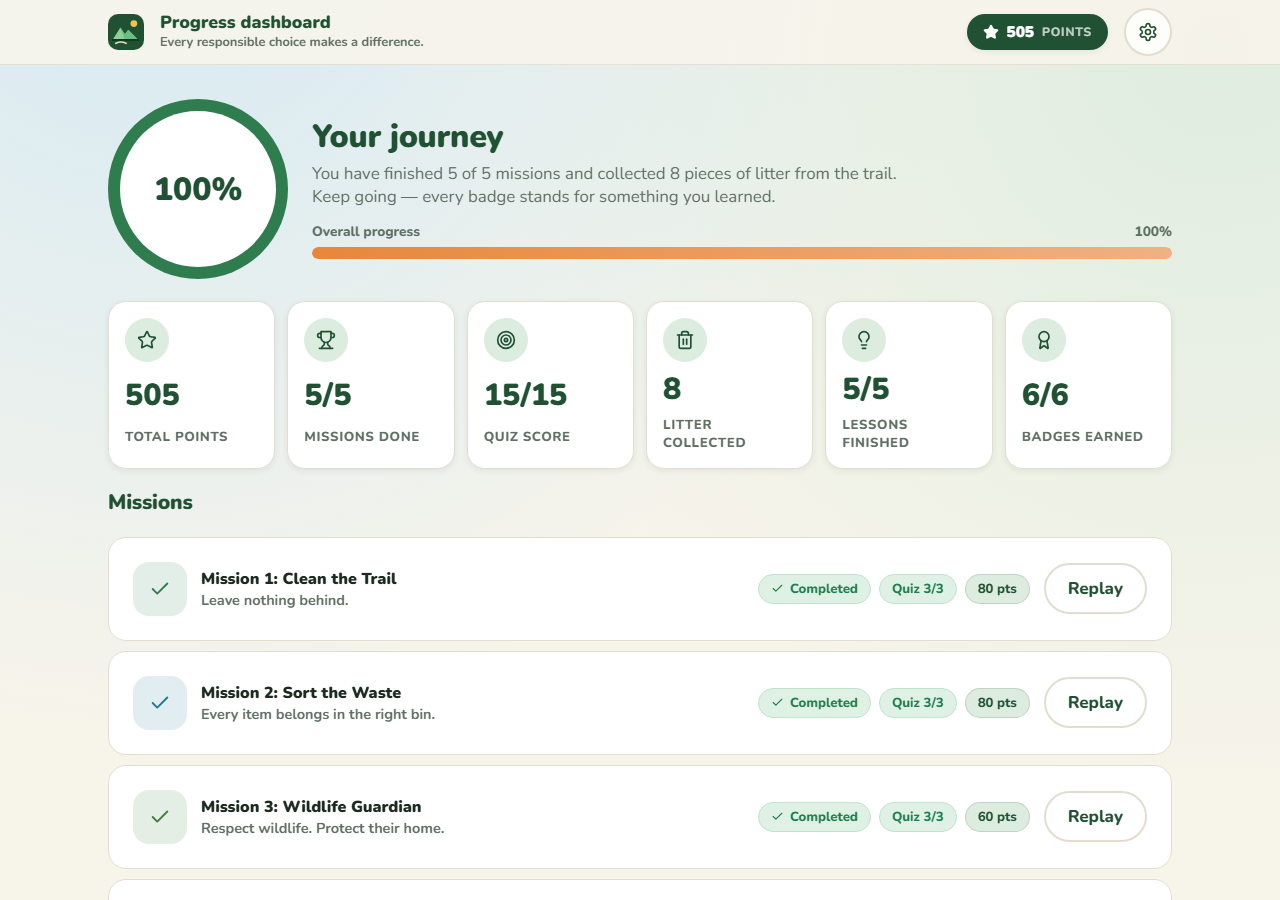 Progress dashboard
Every responsible choice makes a difference.
505 POINTS
100%
Your journey
You have finished 5 of 5 missions and collected 8 pieces of litter from the trail.
Keep going — every badge stands for something you learned.
Overall progress 100%
505
TOTAL POINTS
5/5
MISSIONS DONE
15/15
QUIZ SCORE
8
LITTER
COLLECTED
5/5
LESSONS
FINISHED
6/6
BADGES EARNED
Missions
Mission 1: Clean the Trail
Leave nothing behind.
Completed Quiz 3/3 80 pts Replay
Mission 2: Sort the Waste
Every item belongs in the right bin.
Completed Quiz 3/3 80 pts Replay
Mission 3: Wildlife Guardian
Respect wildlife. Protect their home.
Completed Quiz 3/3 60 pts Replay